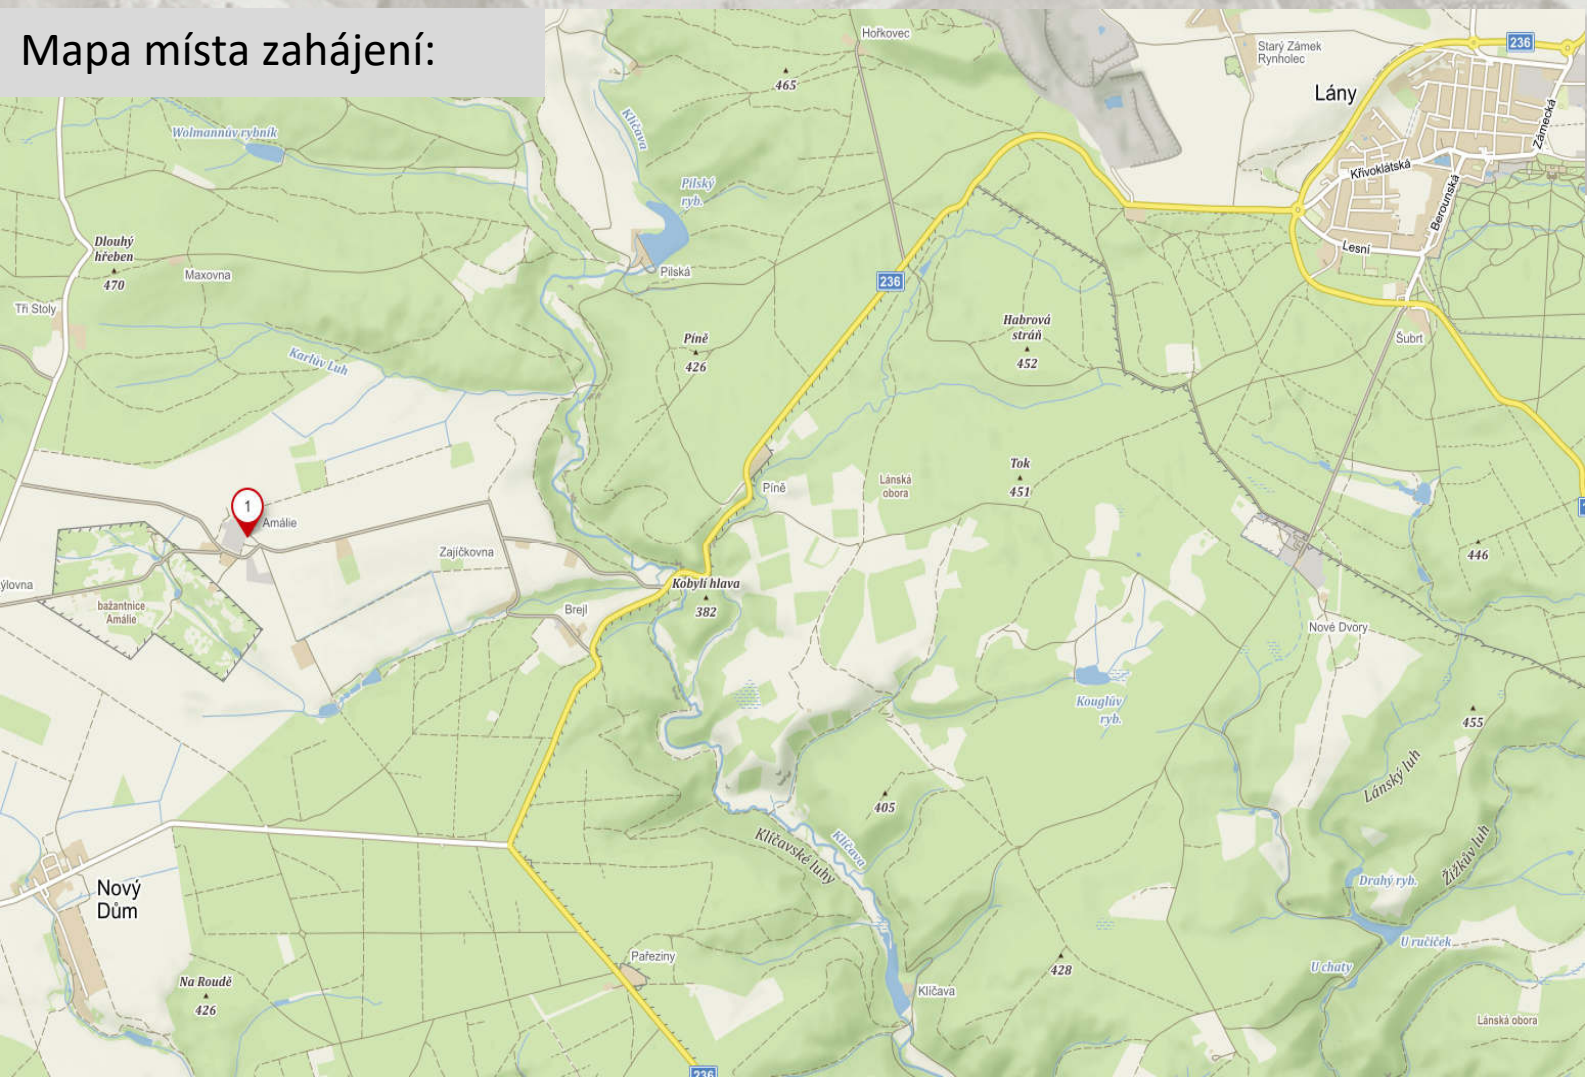 Mapa místa zahájení:
Hořkovec
465
236
Starý Zámek
Rynholec
Lány
Zámecká
Klíčava
Wolmannův rybník
Křivoklátská
Berounská
Pilský
ryb.
Lesní
Dlouhý
hřeben
470
Maxovna
Pilská
236
Tři Stoly
Habrová
stráň
452
Píně
426
Šubrt
Karlův Luh
Tok
451
Lánská
obora
Píně
1
Amálie
Zajíčkovna
446
ýlovna
bažantnice
Amálie
Kobylí hlava
382
Brejl
Nové Dvory
Kouglův
ryb.
455
Lánský luh
405
Klíčavské luhy
Klíčava
Žižkův luh
Nový
Dům
Drahý ryb.
U ručiček
Pařeziny
U chaty
428
Na Roudě
426
Klíčava
Lánská obora
236